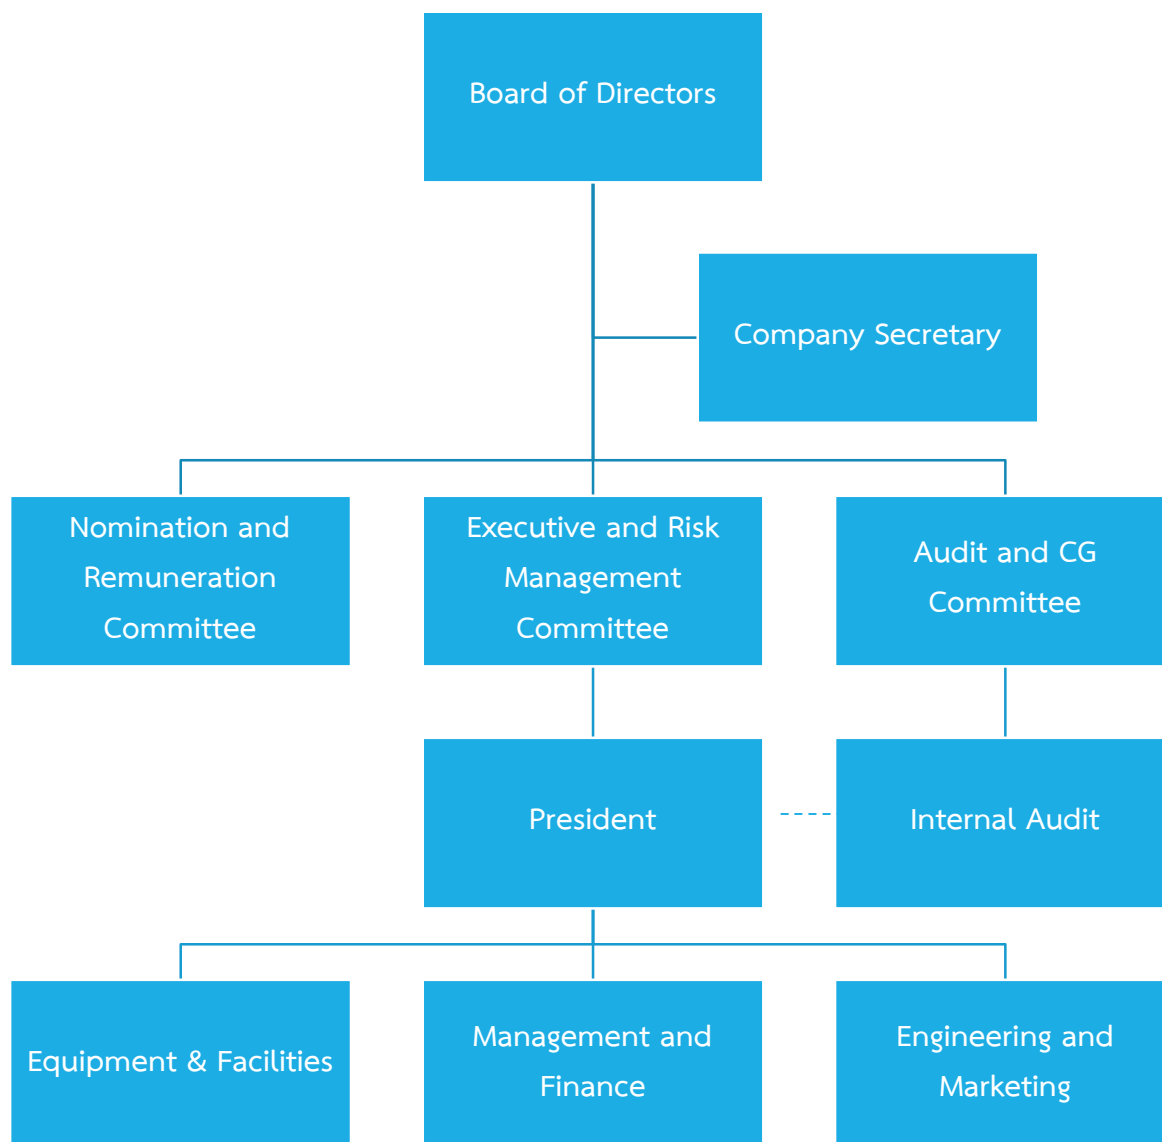 Board of Directors
Company Secretary
Nomination and
Remuneration
Committee
Executive and Risk
Management
Committee
Audit and CG
Committee
President
Internal Audit
Equipment & Facilities
Management and
Finance
Engineering and
Marketing